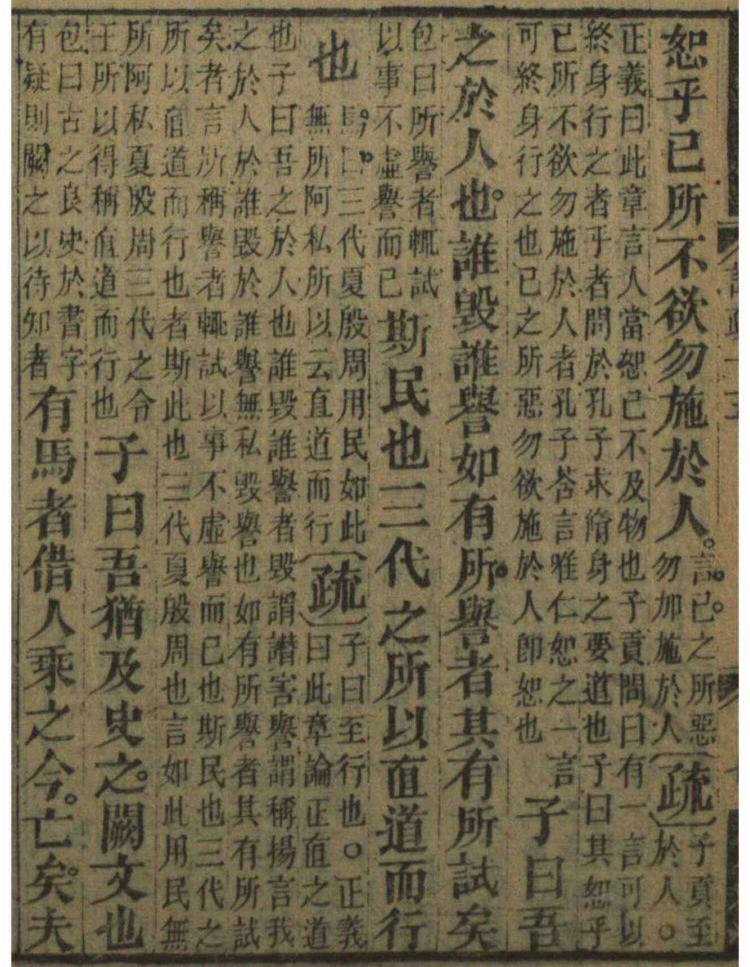 恕乎己所不欲勿施於人。
言己之所惡
勿加施於人
疏
子貢至
於人○
正義曰此章言人當恕己不及物也子貢問曰有一言可以
終身行之者乎者問於孔子求脩身之要道也子曰其恕乎
己所不欲勿施於人者孔子荅言唯仁恕之一言
可終身行之也己之所惡勿欲施於人即恕也
子曰吾
之於人也。誰毀誰譽如有所。譽者其有所試矣
包曰所譽者輒試
以事不虛譽而已
斯民也三代之所以直道而行
也
馬曰三代夏殷周用民如此
無所阿私所以云直道而行
疏
子曰至行也○正義
曰此章論正直之道
也子曰吾之於人也誰毀誰譽者毀謂譖害譽謂稱揚言我
之於人於誰毀於誰譽無私毀譽也如有所譽者其有所試
矣者言所稱譽者輒試以事不虛譽而已也斯民也三代之
所以直道而行也者斯此也三代夏殷周也言如此用民無
所阿私夏殷周三代之令
王所以得稱直道而行也
子曰吾猶及史之。闕文也
包曰古之良史於書字
有疑則闕之以待知者
有馬者借人乘之今。亡矣。夫